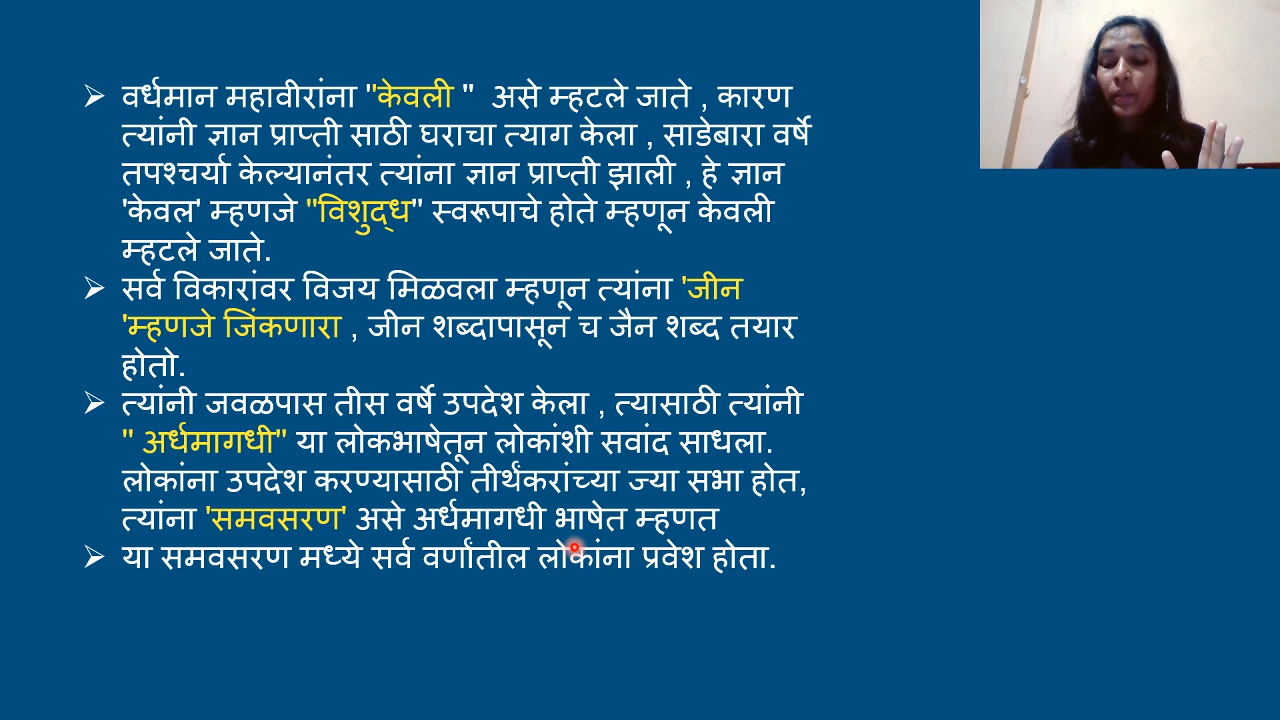 ➢ वर्धमान महावीरांना "केवली " असे म्हटले जाते , कारण
त्यांनी ज्ञान प्राप्ती साठी घराचा त्याग केला , साडेबारा वर्षे
तपश्चर्या केल्यानंतर त्यांना ज्ञान प्राप्ती झाली , हे ज्ञान
'केवल' म्हणजे "विशुद्ध" स्वरूपाचे होते म्हणून केवली
म्हटले जाते.
➢ सर्व विकारांवर विजय मिळवला म्हणून त्यांना 'जीन
'म्हणजे जिंकणारा , जीन शब्दापासून च जैन शब्द तयार
होतो.
➢ त्यांनी जवळपास तीस वर्षे उपदेश केला , त्यासाठी त्यांनी
" अर्धमागधी" या लोकभाषेतून लोकांशी सवांद साधला.
लोकांना उपदेश करण्यासाठी तीर्थंकरांच्या ज्या सभा होत,
त्यांना 'समवसरण' असे अर्धमागधी भाषेत म्हणत
➢ या समवसरण मध्ये सर्व वर्णांतील लोकांना प्रवेश होता.